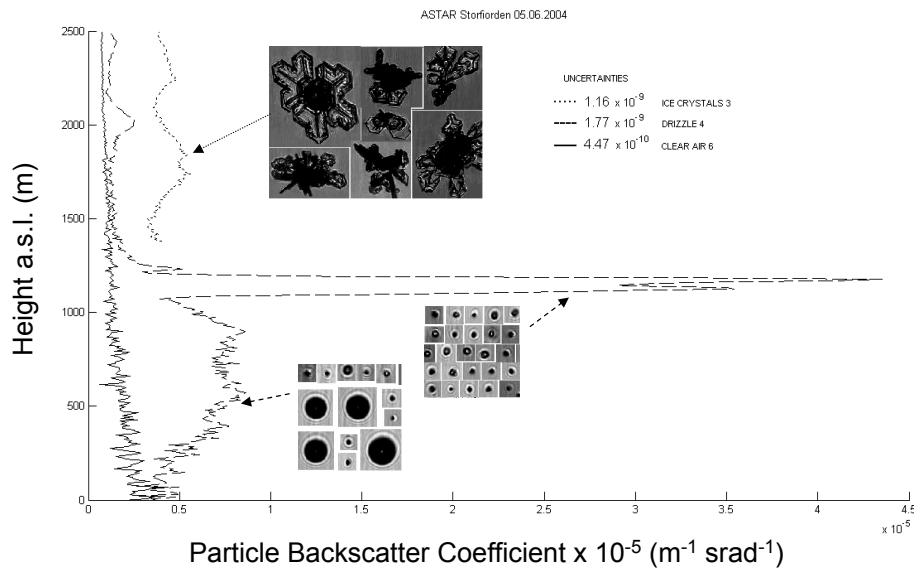 ASTAR Storfiorden 05.06.2004
2500
2000
1500
1000
500
0
Height a.s.l. (m)
UNCERTAINTIES
1.16 x 10⁻⁹ ICE CRYSTALS 3
1.77 x 10⁻⁹ DRIZZLE 4
4.47 x 10⁻¹⁰ CLEAR AIR 6
0 0.5 1 1.5 2 2.5 3 3.5 4 4.5
x 10⁻⁵
Particle Backscatter Coefficient x 10⁻⁵ (m⁻¹ srad⁻¹)